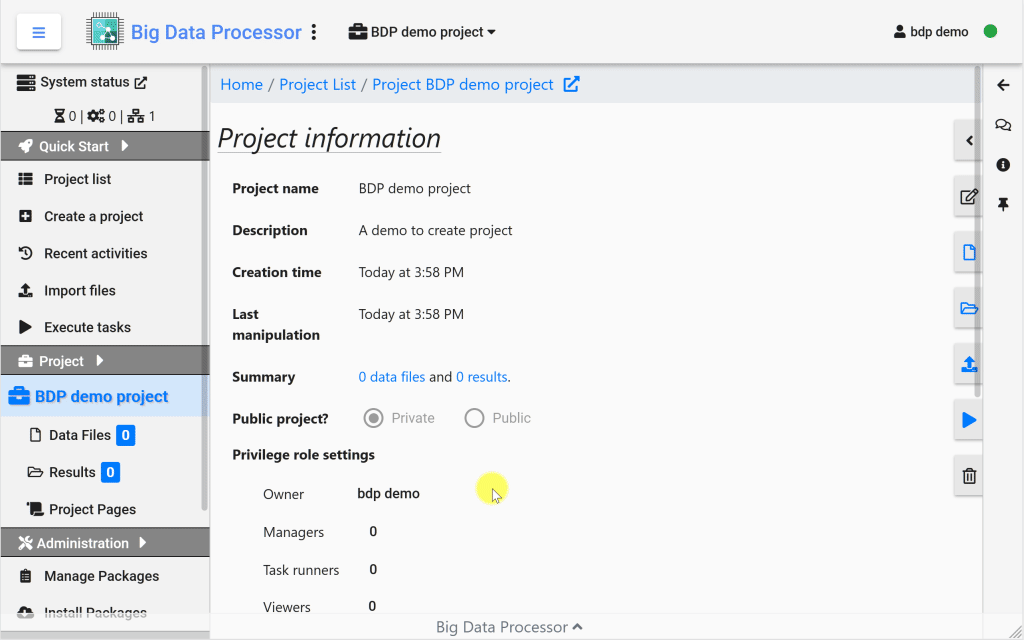 Big Data Processor
BDP demo project
bdp demo
System status
0 | 0 | 1
Quick Start
Project list
Create a project
Recent activities
Import files
Execute tasks
Project
BDP demo project
Data Files 0
Results 0
Project Pages
Administration
Manage Packages
Install Packages
Home / Project List / Project BDP demo project
Project information
Project name BDP demo project
Description A demo to create project
Creation time Today at 3:58 PM
Last
manipulation Today at 3:58 PM
Summary 0 data files and 0 results.
Public project? Private Public
Privilege role settings
Owner bdp demo
Managers 0
Task runners 0
Viewers 0
Big Data Processor